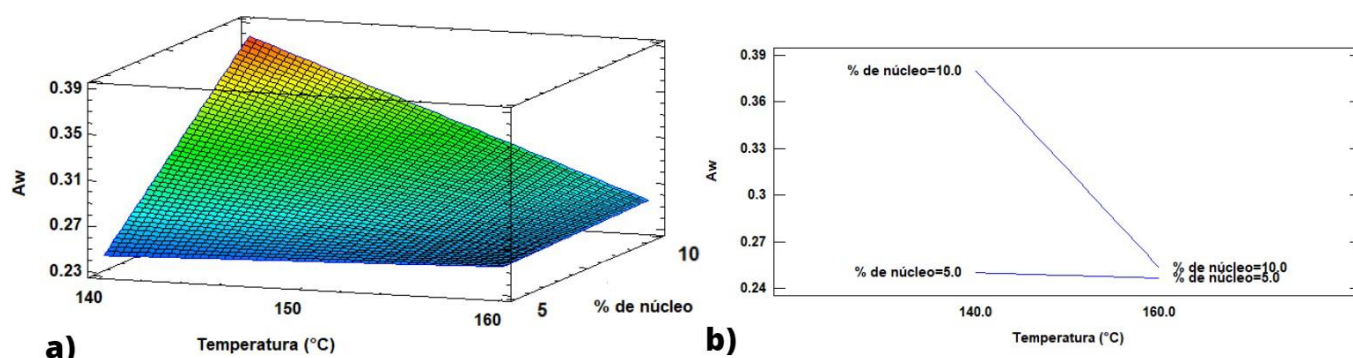 0.39
0.35
0.31
0.27
0.23
Aw
140
150
160
Temperatura (°C)
5
10
% de núcleo
a)
0.39
0.36
0.33
0.3
0.27
0.24
Aw
% de núcleo=10.0
% de núcleo=5.0
% de núcleo=10.0
% de núcleo=5.0
140.0
160.0
Temperatura (°C)
b)